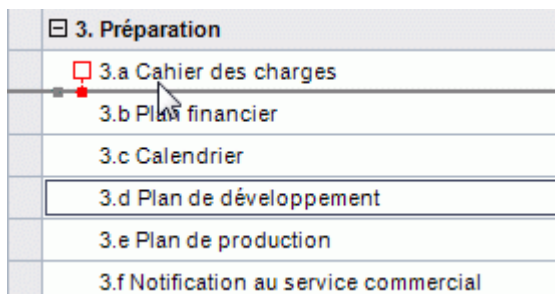 3. Préparation
3.a Cahier des charges
3.b Plan financier
3.c Calendrier
3.d Plan de développement
3.e Plan de production
3.f Notification au service commercial